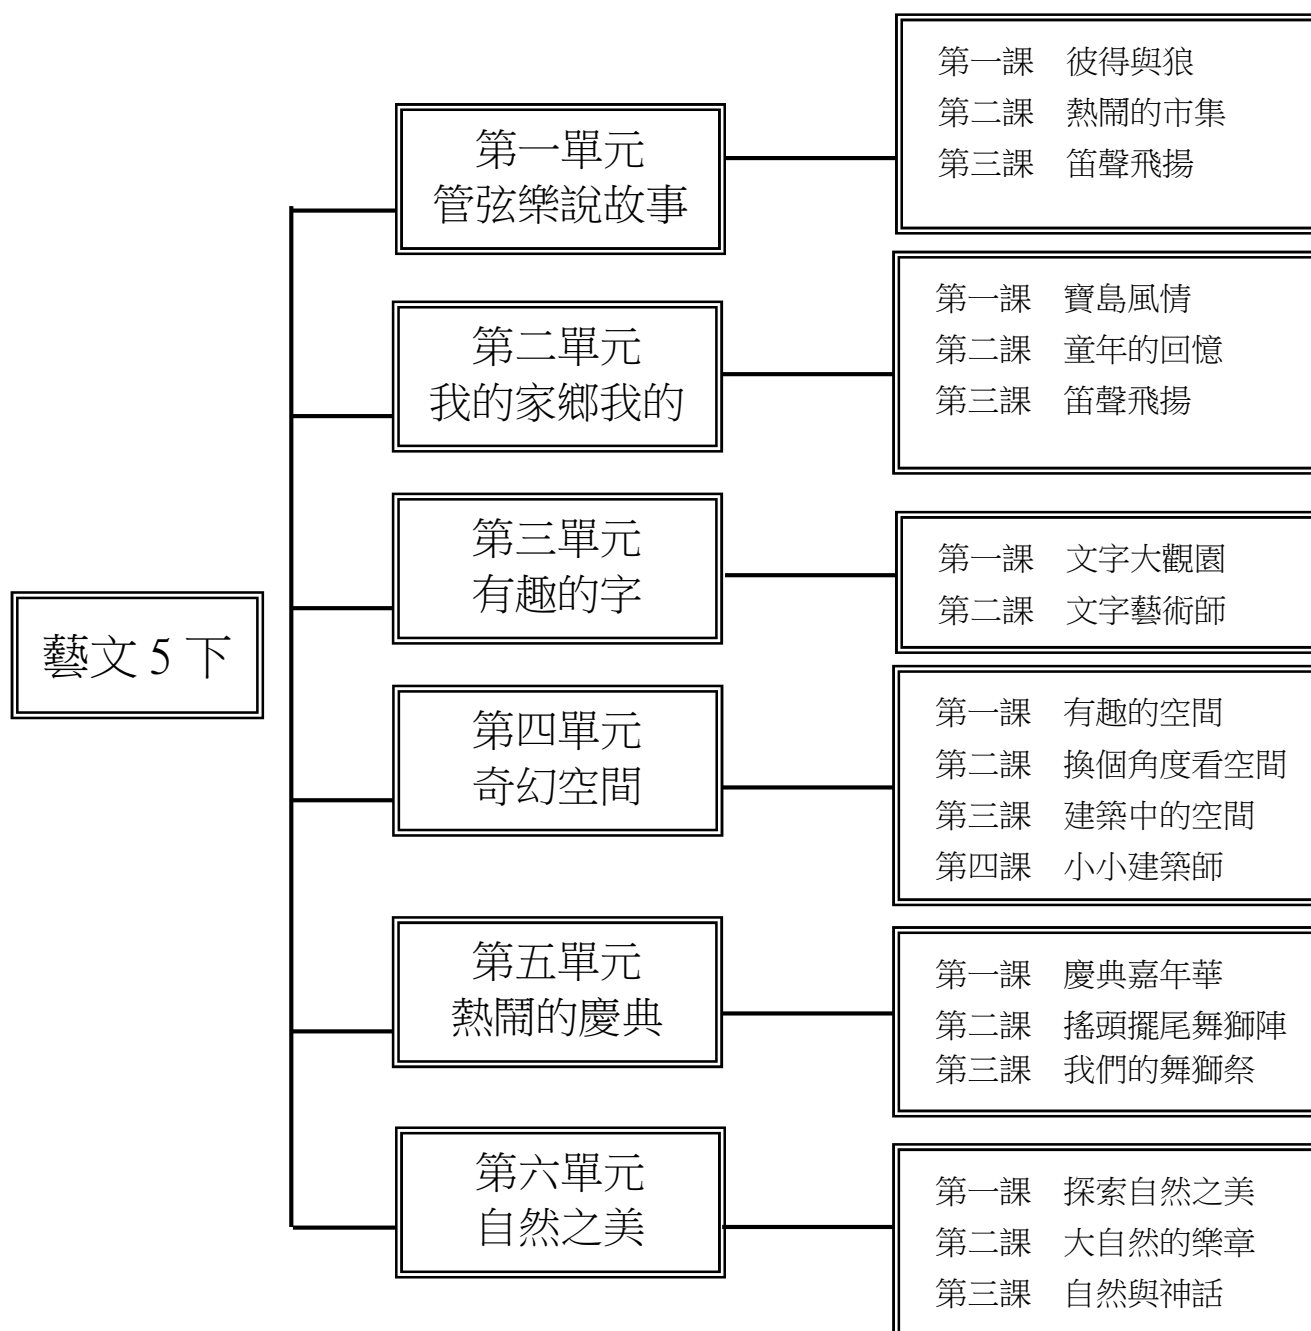 藝文 5 下
第一單元
管弦樂說故事
第一課　彼得與狼
第二課　熱鬧的市集
第三課　笛聲飛揚
第二單元
我的家鄉我的
第一課　寶島風情
第二課　童年的回憶
第三課　笛聲飛揚
第三單元
有趣的字
第一課　文字大觀園
第二課　文字藝術師
第四單元
奇幻空間
第一課　有趣的空間
第二課　換個角度看空間
第三課　建築中的空間
第四課　小小建築師
第五單元
熱鬧的慶典
第一課　慶典嘉年華
第二課　搖頭擺尾舞獅陣
第三課　我們的舞獅祭
第六單元
自然之美
第一課　探索自然之美
第二課　大自然的樂章
第三課　自然與神話